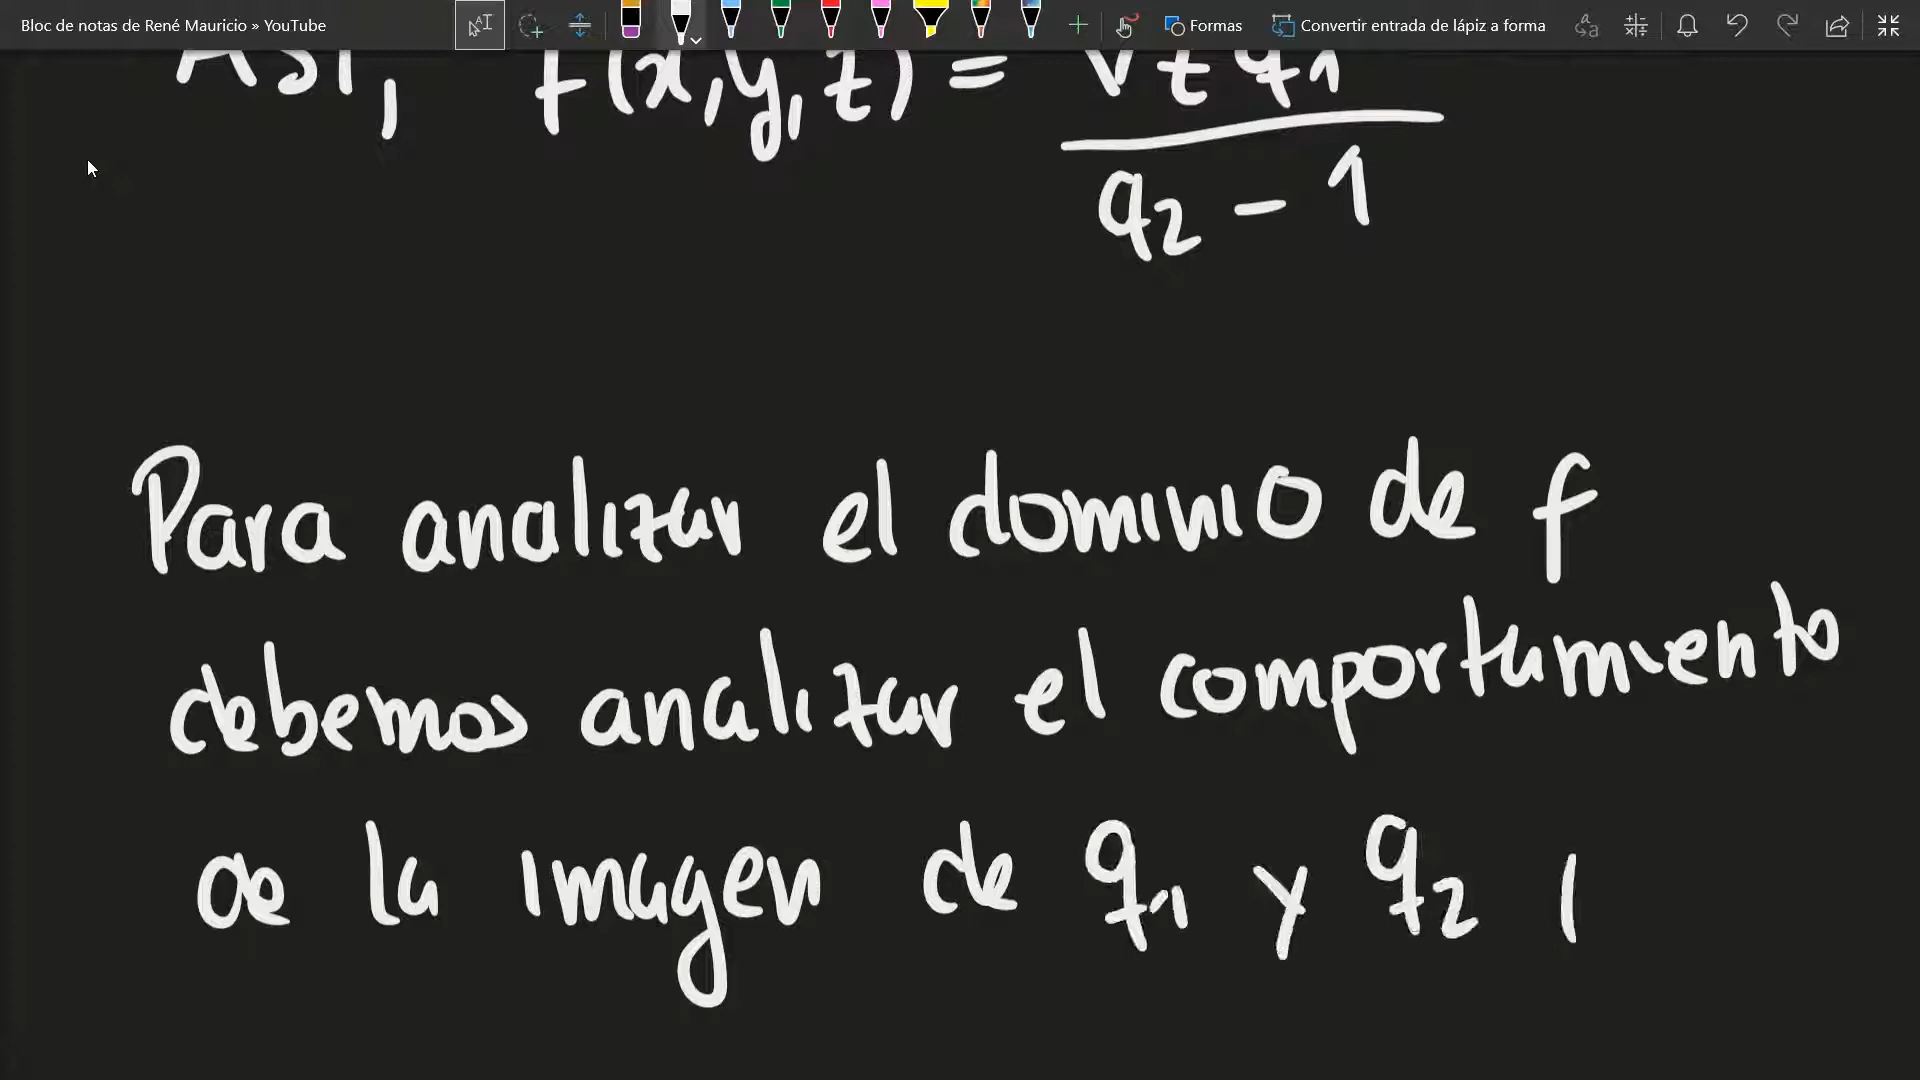 Bloc de notas de René Mauricio » YouTube
Formas
Convertir entrada de lápiz a forma
Así, f(x,y,z) = √z q1
q2 - 1
Para analizar el dominio de f
debemos analizar el comportamiento
de la imagen de q1 y q2 ,